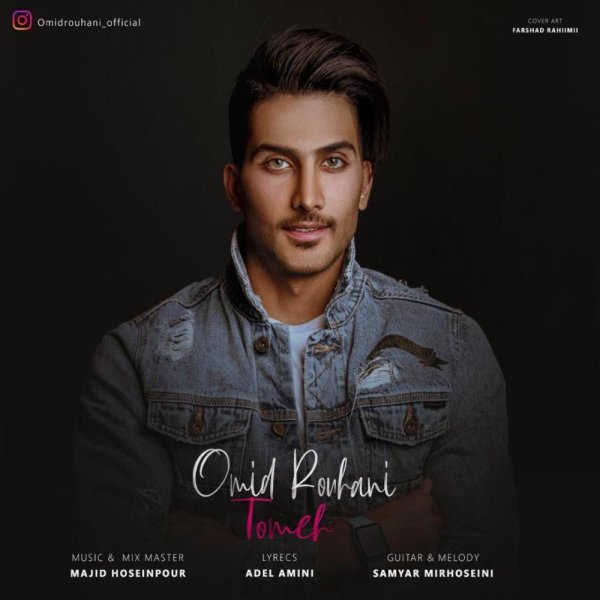 Omidrouhani_official
COVER ART
FARSHAD RAHIIMII
Omid Rouhani
Tomeh
MUSIC & MIX MASTER
MAJID HOSEINPOUR
LYRECS
ADEL AMINI
GUITAR & MELODY
SAMYAR MIRHOSEINI